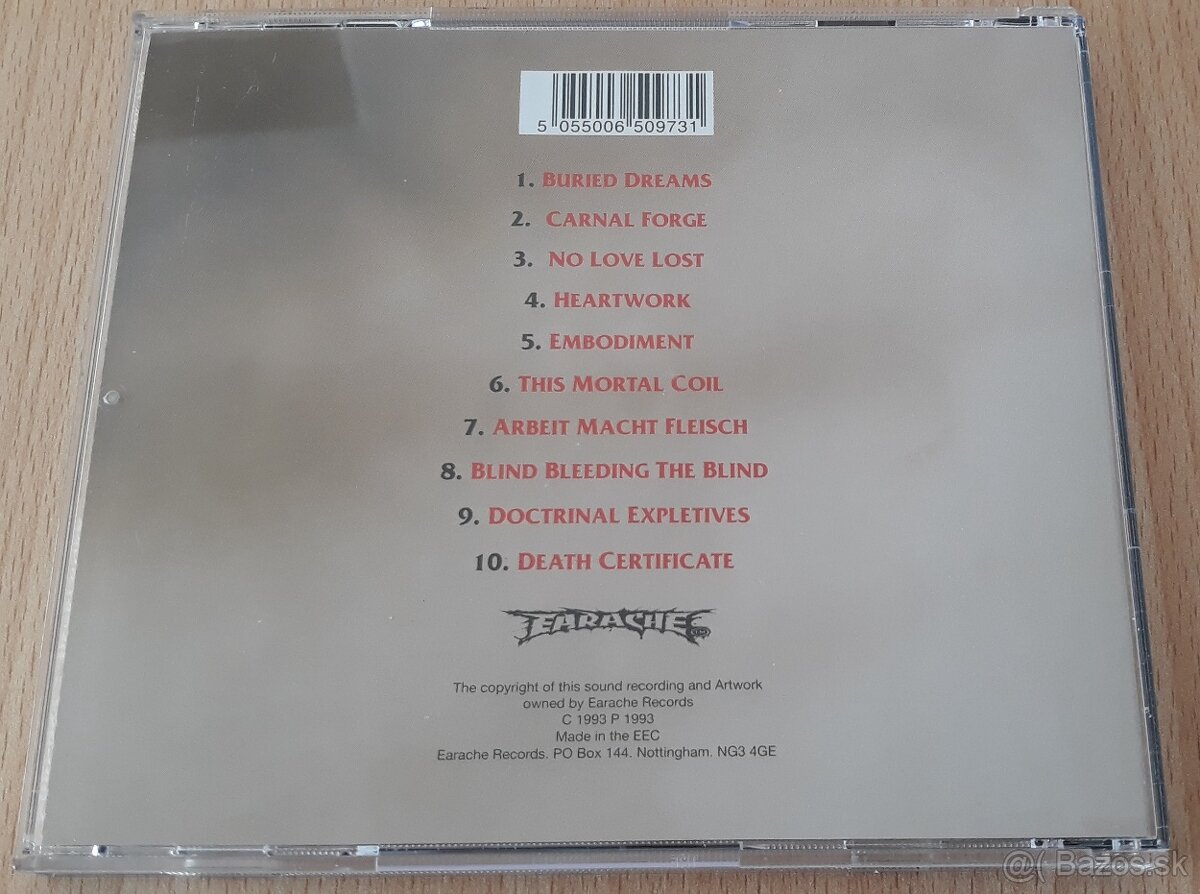 5 055006 509731
1. BURIED DREAMS
2. CARNAL FORGE
3. NO LOVE LOST
4. HEARTWORK
5. EMBODIMENT
6. THIS MORTAL COIL
7. ARBEIT MACHT FLEISCH
8. BLIND BLEEDING THE BLIND
9. DOCTRINAL EXPLETIVES
10. DEATH CERTIFICATE
EARACHE
The copyright of this sound recording and Artwork
owned by Earache Records
C 1993 P 1993
Made in the EEC
Earache Records. PO Box 144. Nottingham. NG3 4GE
@( Bazos.sk